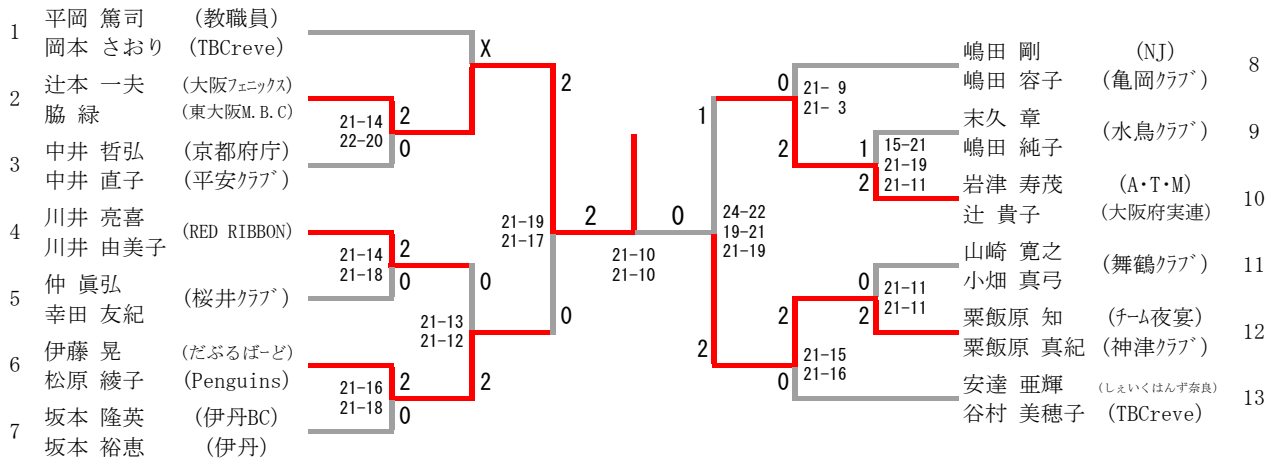 1
平岡 篤司 (教職員)
岡本 さおり (TBCreve)
2
辻本 一夫 (大阪フェニックス)
脇 緑 (東大阪M.B.C)
3
中井 哲弘 (京都府庁)
中井 直子 (平安クラブ)
4
川井 亮喜
川井 由美子
(RED RIBBON)
5
仲 眞弘
幸田 友紀
(桜井クラブ)
6
伊藤 晃 (だぶるばーど)
松原 綾子 (Penguins)
7
坂本 隆英 (伊丹BC)
坂本 裕恵 (伊丹)
X
2
21-14
22-20
2
0
21-14
21-18
2
0
21-16
21-18
2
0
21-13
21-12
0
2
21-19
21-17
0
2
0
21-10
21-10
1
24-22
19-21
21-19
2
0
21- 9
21- 3
2
1
15-21
21-19
21-11
2
0
21-11
21-11
2
2
21-15
21-16
0
嶋田 剛 (NJ)
嶋田 容子 (亀岡クラブ)
8
末久 章
嶋田 純子
(水鳥クラブ)
9
岩津 寿茂 (A・T・M)
辻 貴子 (大阪府実連)
10
山崎 寛之
小畑 真弓
(舞鶴クラブ)
11
粟飯原 知 (チーム夜宴)
粟飯原 真紀 (神津クラブ)
12
安達 亜輝 (しぇいくはんず奈良)
谷村 美穂子 (TBCreve)
13